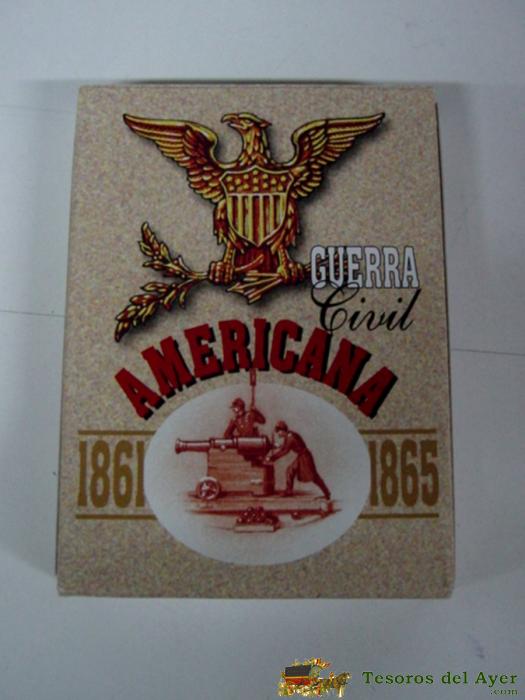 GUERRA
Civil
AMERICANA
1861 1865
Tesoros del Ayer
.com